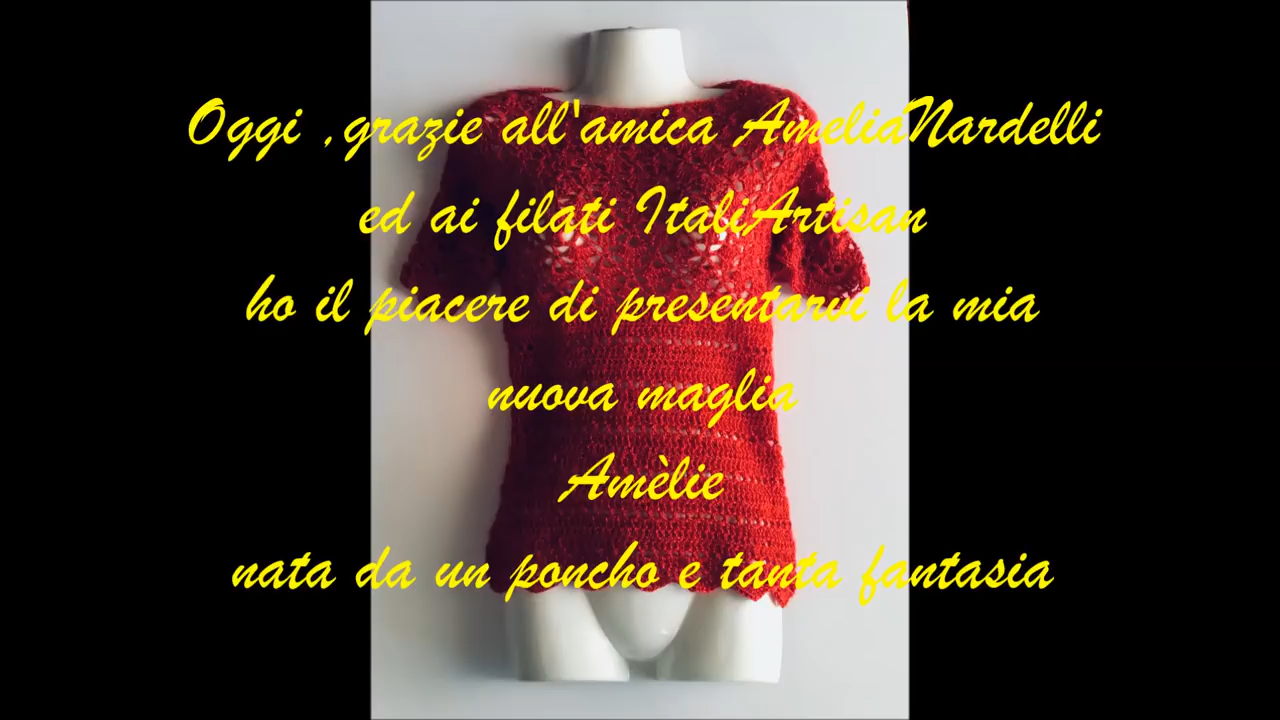 Oggi ,grazie all'amica AmeliaNardelli
ed ai filati ItaliArtisan
ho il piacere di presentarvi la mia
nuova maglia
Amèlie
nata da un poncho e tanta fantasia